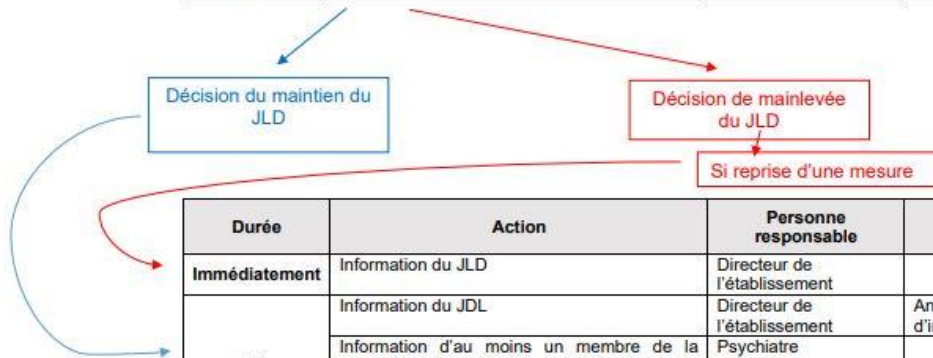 Décision du maintien du
JLD
Décision de mainlevée
du JLD
Si reprise d'une mesure
Durée
Action
Personne
responsable
Immédiatement
Information du JLD
Directeur de
l'établissement
Information du JDL
Directeur de
l'établissement
An
d'i
Information d'au moins un membre de la
Psychiatre